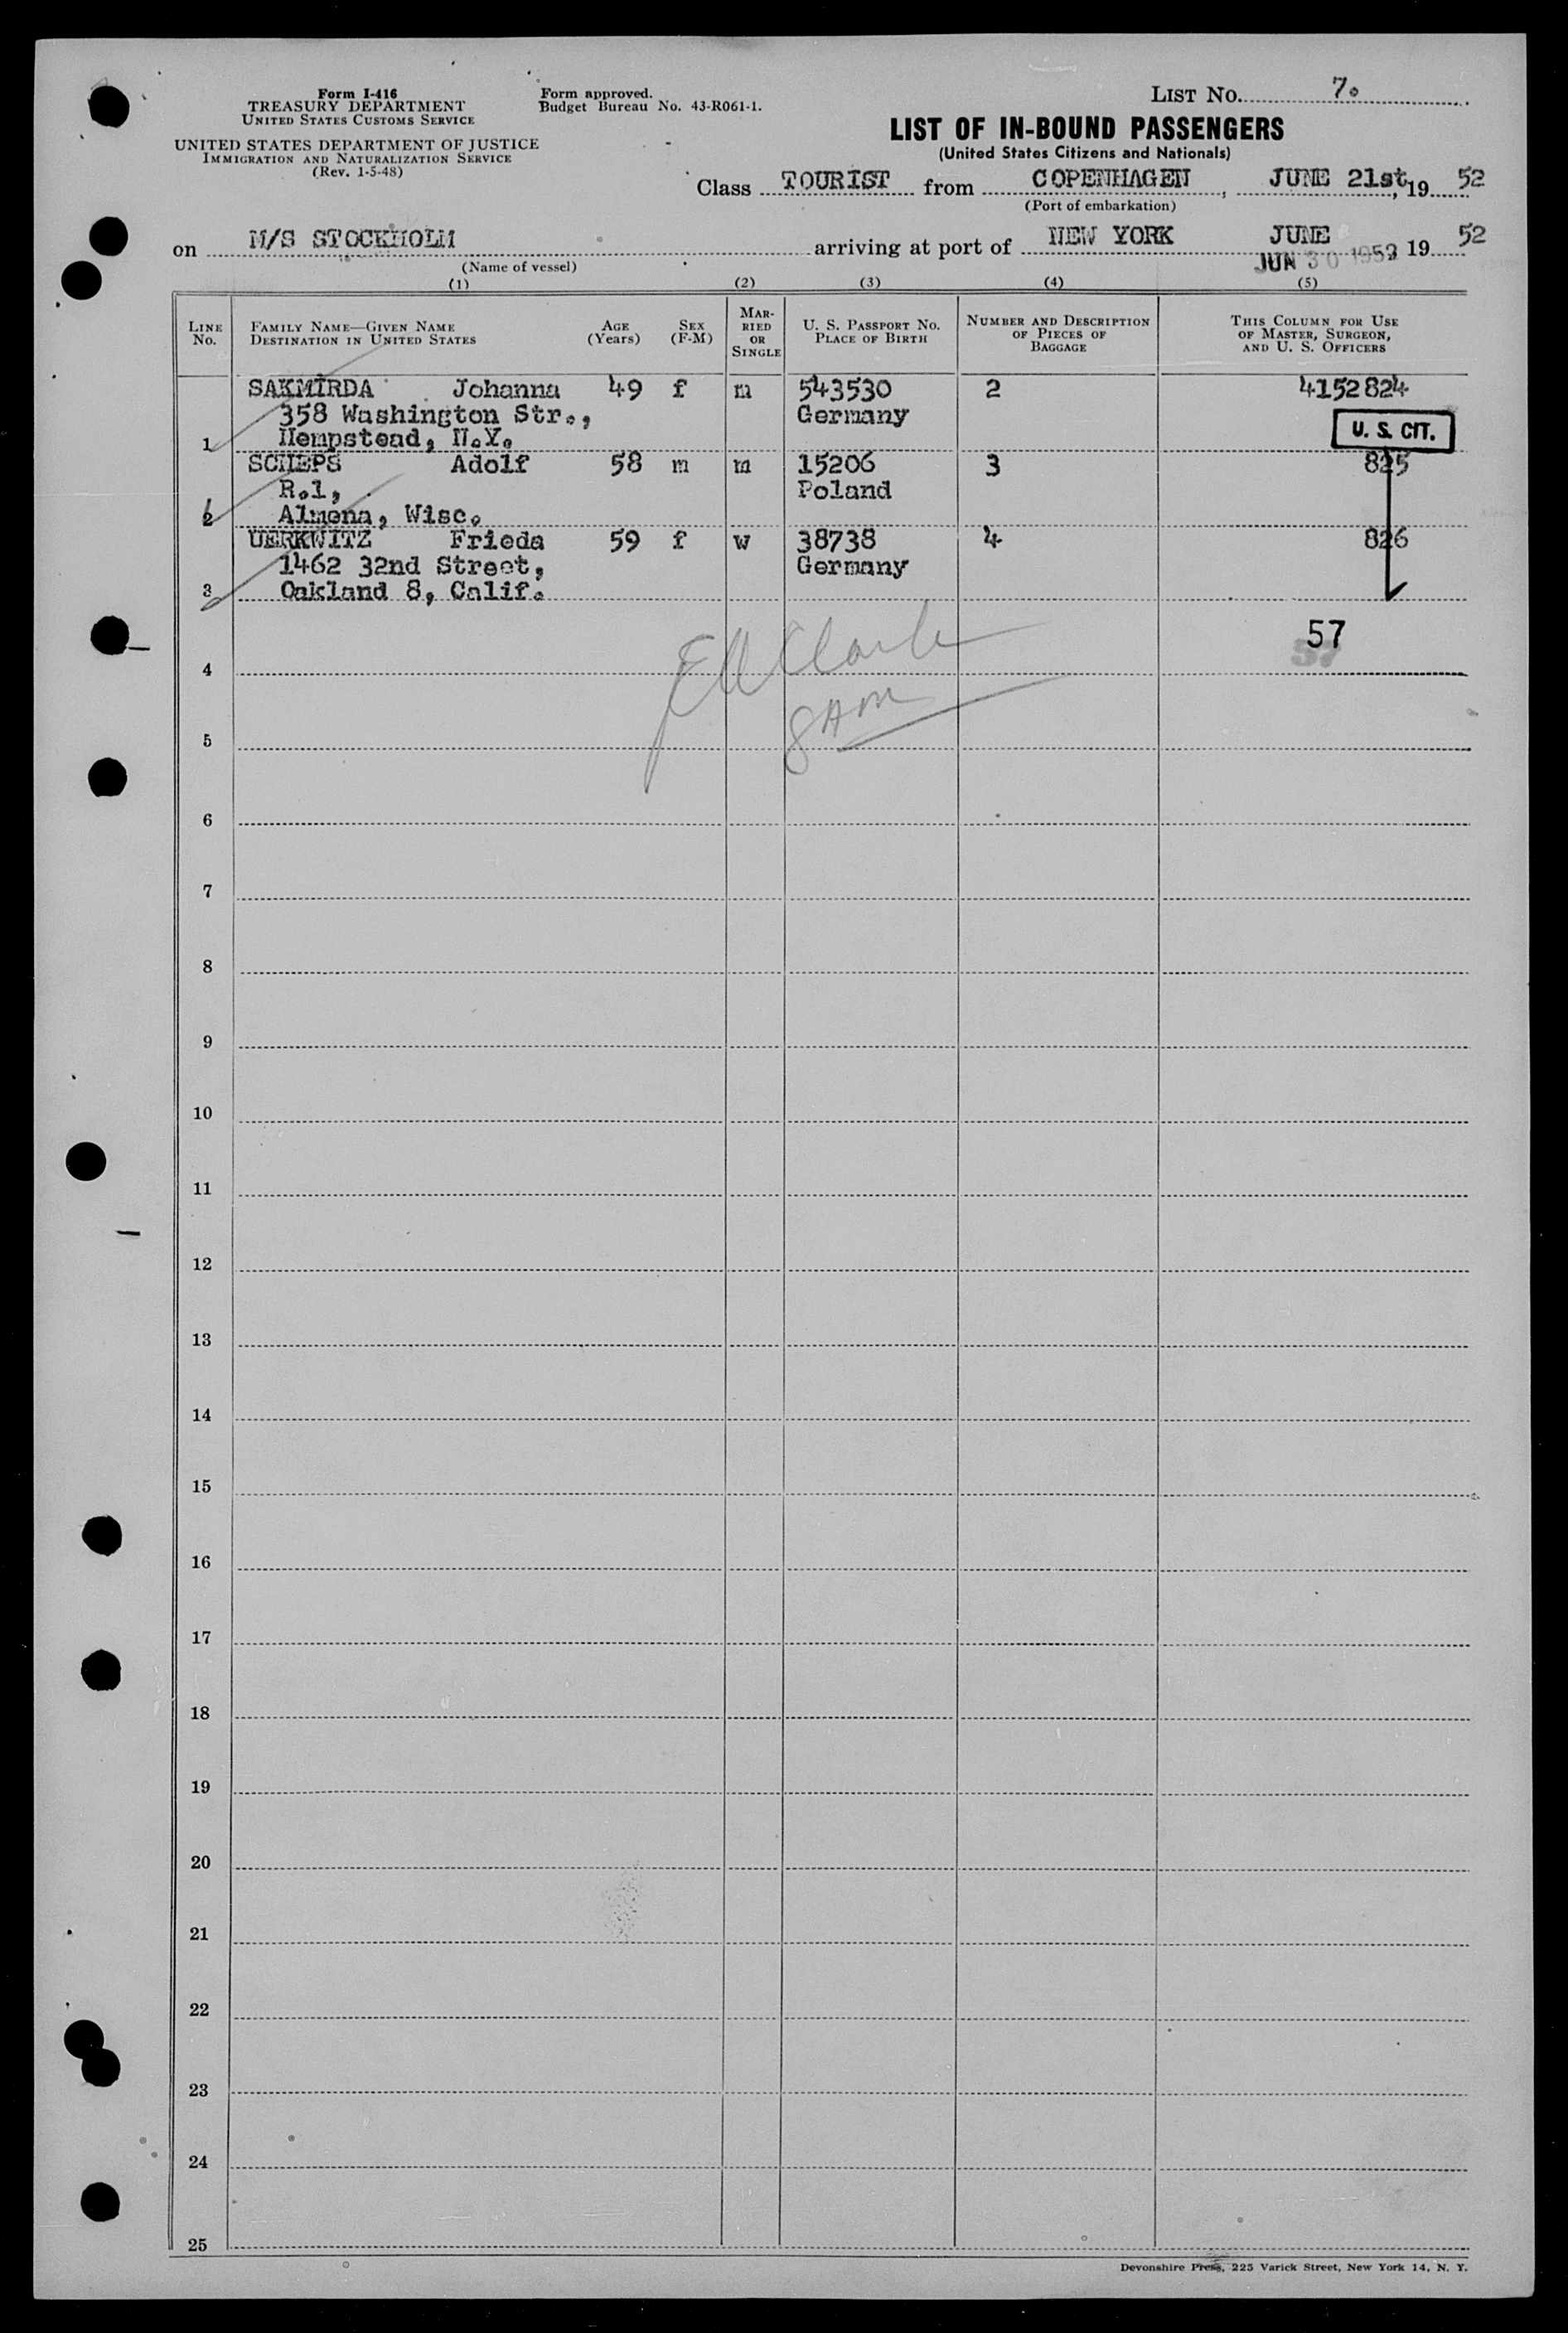 Form I-416
TREASURY DEPARTMENT
UNITED STATES CUSTOMS SERVICE
UNITED STATES DEPARTMENT OF JUSTICE
IMMIGRATION AND NATURALIZATION SERVICE
(Rev. 1-5-48)
Form approved.
Budget Bureau No. 43-R061-1.
LIST No. 7.
LIST OF IN-BOUND PASSENGERS
(United States Citizens and Nationals)
Class TOURIST from COPENHAGEN, JUNE 21st, 19 52
(Port of embarkation)
on M/S STOCKHOLM arriving at port of NEW YORK JUNE 19 52
JUN 30 1952
(Name of vessel)
(1) (2) (3) (4) (5)
LINE No. FAMILY NAME—GIVEN NAME DESTINATION IN UNITED STATES AGE (Years) SEX (F-M) MARRIED OR SINGLE U. S. PASSPORT NO. PLACE OF BIRTH NUMBER AND DESCRIPTION OF PIECES OF BAGGAGE THIS COLUMN FOR USE OF MASTER, SURGEON, AND U. S. OFFICERS
SAKMIRDA Johanna 49 f m 543530 2 4152824
358 Washington Str., Germany
U. S. CIT.
1 Hempstead, N.Y.
SCHEPS Adolf 58 m m 15206 3 825
R.1, Poland
2 Almena, Wisc.
UERKWITZ Frieda 59 f w 38738 4 826
1462 32nd Street, Germany
3 Oakland 8, Calif.
57
4
Clark
8 AM
5
6
7
8
9
10
11
12
13
14
15
16
17
18
19
20
21
22
23
24
25
Devonshire Press, 225 Varick Street, New York 14, N. Y.